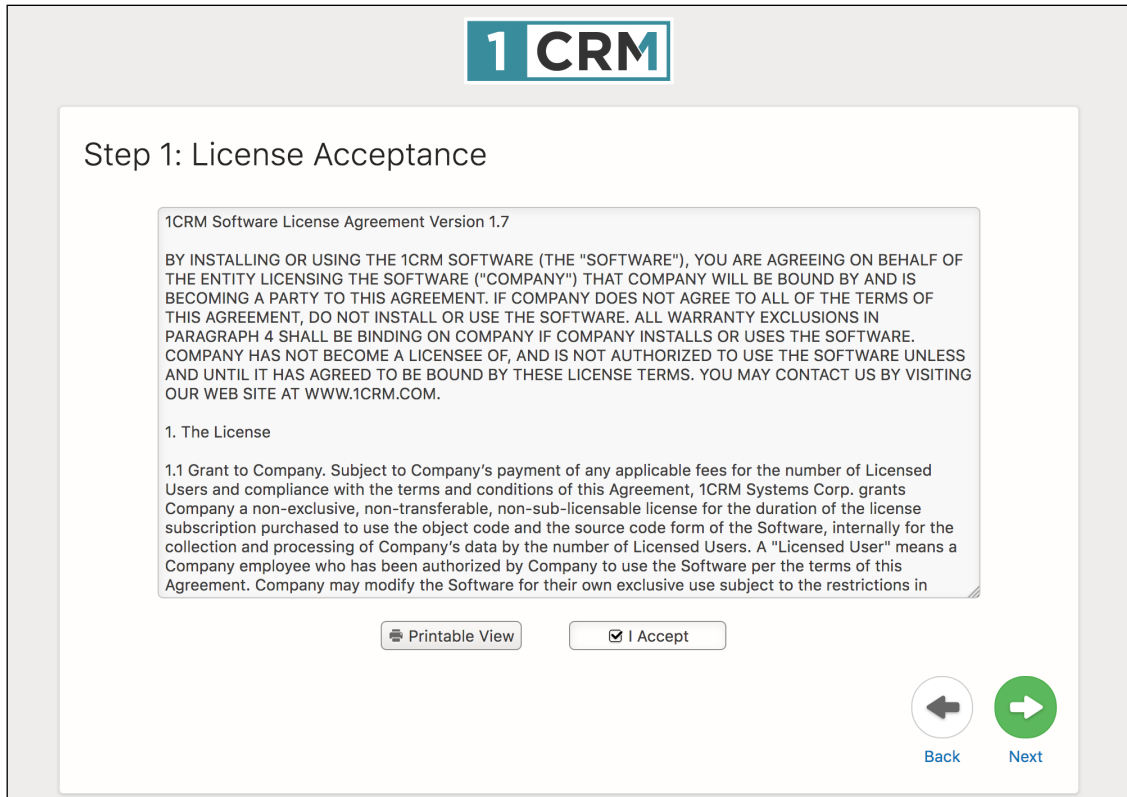 1 CRM
Step 1: License Acceptance
1CRM Software License Agreement Version 1.7
BY INSTALLING OR USING THE 1CRM SOFTWARE (THE "SOFTWARE"), YOU ARE AGREEING ON BEHALF OF
THE ENTITY LICENSING THE SOFTWARE ("COMPANY") THAT COMPANY WILL BE BOUND BY AND IS
BECOMING A PARTY TO THIS AGREEMENT. IF COMPANY DOES NOT AGREE TO ALL OF THE TERMS OF
THIS AGREEMENT, DO NOT INSTALL OR USE THE SOFTWARE. ALL WARRANTY EXCLUSIONS IN
PARAGRAPH 4 SHALL BE BINDING ON COMPANY IF COMPANY INSTALLS OR USES THE SOFTWARE.
COMPANY HAS NOT BECOME A LICENSEE OF, AND IS NOT AUTHORIZED TO USE THE SOFTWARE UNLESS
AND UNTIL IT HAS AGREED TO BE BOUND BY THESE LICENSE TERMS. YOU MAY CONTACT US BY VISITING
OUR WEB SITE AT WWW.1CRM.COM.
1. The License
1.1 Grant to Company. Subject to Company’s payment of any applicable fees for the number of Licensed
Users and compliance with the terms and conditions of this Agreement, 1CRM Systems Corp. grants
Company a non-exclusive, non-transferable, non-sub-licensable license for the duration of the license
subscription purchased to use the object code and the source code form of the Software, internally for the
collection and processing of Company’s data by the number of Licensed Users. A "Licensed User" means a
Company employee who has been authorized by Company to use the Software per the terms of this
Agreement. Company may modify the Software for their own exclusive use subject to the restrictions in
Printable View
I Accept
Back
Next